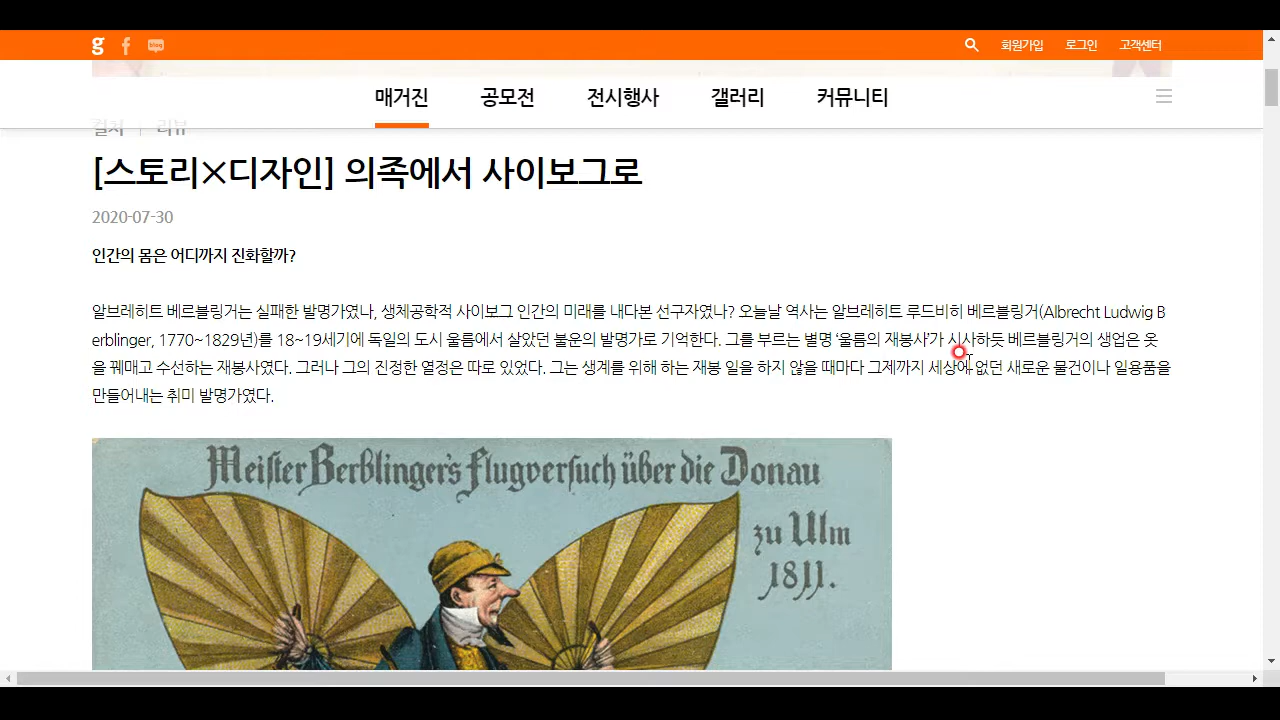 g f blog 회원가입 로그인 고객센터
매거진 공모전 전시행사 갤러리 커뮤니티
컬처 | 리뷰
[스토리×디자인] 의족에서 사이보그로
2020-07-30
인간의 몸은 어디까지 진화할까?
알브레히트 베르블링거는 실패한 발명가였나, 생체공학적 사이보그 인간의 미래를 내다본 선구자였나? 오늘날 역사는 알브레히트 루드비히 베르블링거(Albrecht Ludwig B
erblinger, 1770~1829년)를 18~19세기에 독일의 도시 울름에서 살았던 불운의 발명가로 기억한다. 그를 부르는 별명 ‘울름의 재봉사’가 시사하듯 베르블링거의 생업은 옷
을 꿰매고 수선하는 재봉사였다. 그러나 그의 진정한 열정은 따로 있었다. 그는 생계를 위해 하는 재봉 일을 하지 않을 때마다 그제까지 세상에 없던 새로운 물건이나 일용품을
만들어내는 취미 발명가였다.
Meister Berblinger's Flugversuch über die Donau
zu Ulm
1811.